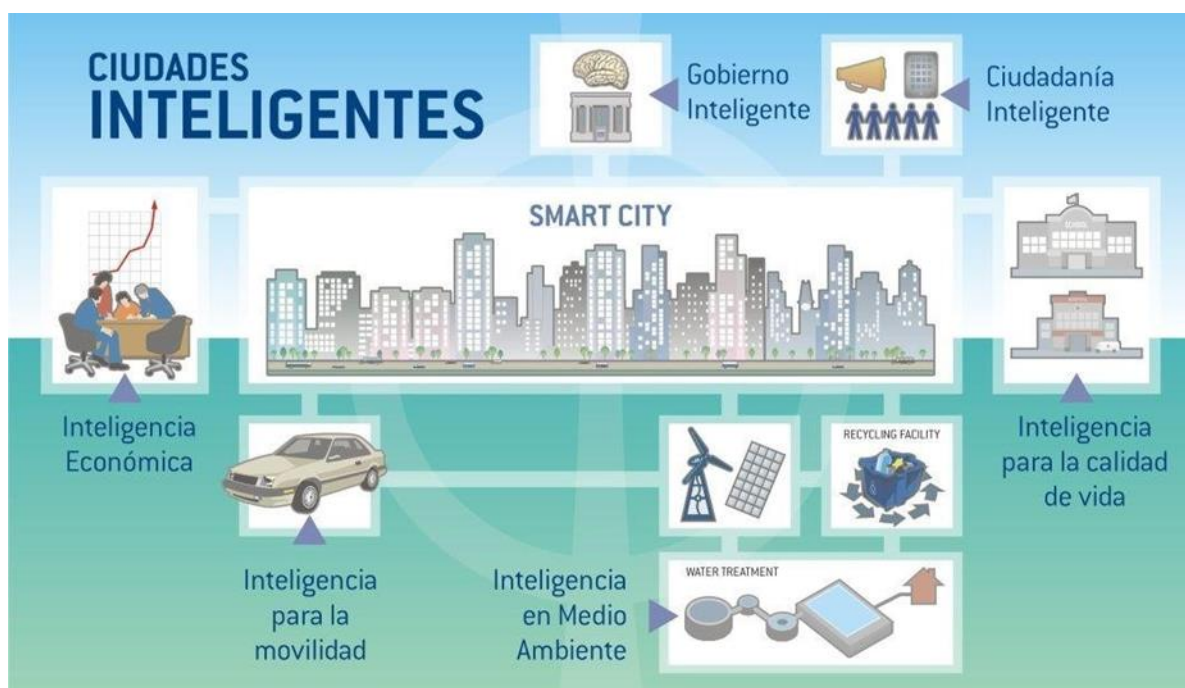 CIUDADES
INTELIGENTES
Gobierno
Inteligente
Ciudadanía
Inteligente
SMART CITY
SCHOOL
Inteligencia
Económica
RECYCLING FACILITY
Inteligencia
para la calidad
de vida
Inteligencia
para la
movilidad
Inteligencia
en Medio
Ambiente
WATER TREATMENT